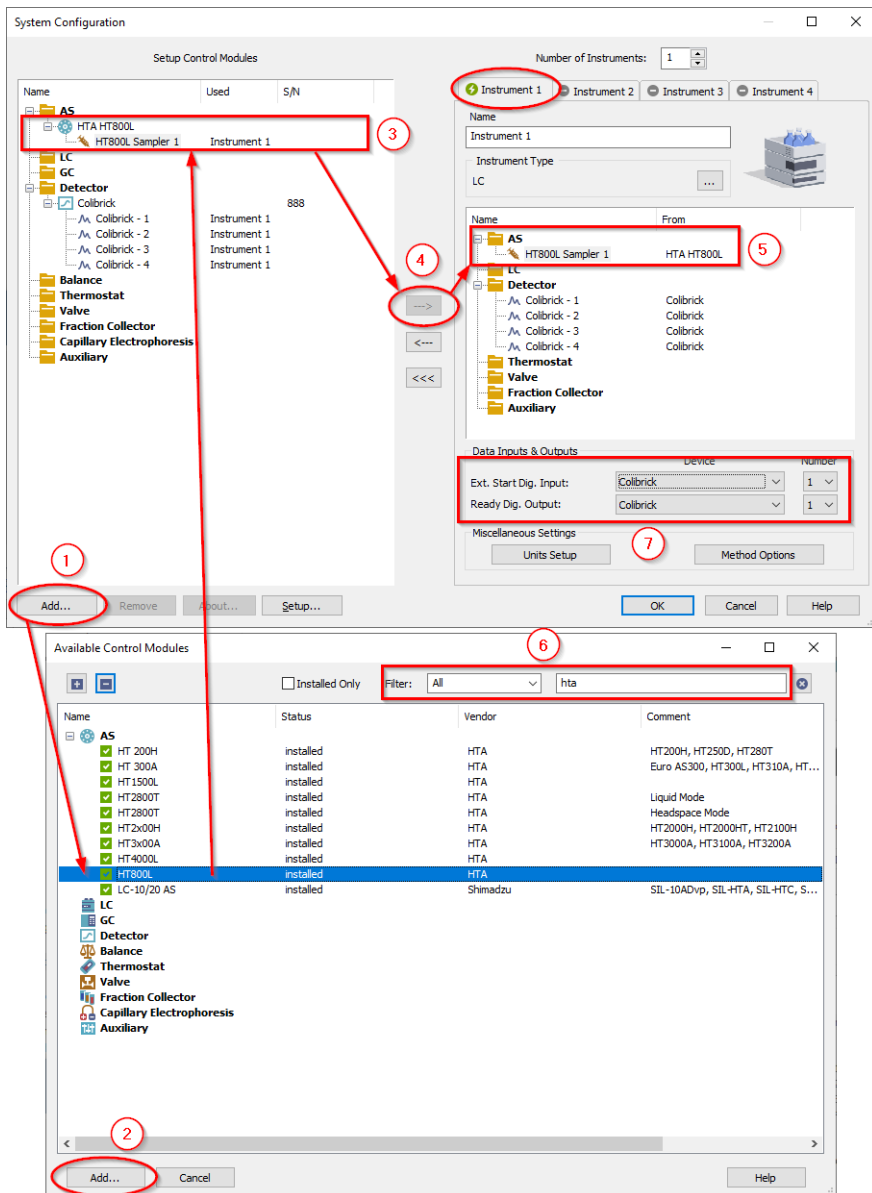 System Configuration
Setup Control Modules
Number of Instruments: 1
Name Used S/N
AS
HTA HT800L
HT800L Sampler 1 Instrument 1
LC
GC
Detector
Colibrick 888
Colibrick - 1 Instrument 1
Colibrick - 2 Instrument 1
Colibrick - 3 Instrument 1
Colibrick - 4 Instrument 1
Balance
Thermostat
Valve
Fraction Collector
Capillary Electrophoresis
Auxiliary
3
4
--->
<---
<<<
Instrument 1 Instrument 2 Instrument 3 Instrument 4
Name
Instrument 1
Instrument Type
LC ...
Name From
AS
HT800L Sampler 1 HTA HT800L
5
LC
Detector
Colibrick - 1 Colibrick
Colibrick - 2 Colibrick
Colibrick - 3 Colibrick
Colibrick - 4 Colibrick
Thermostat
Valve
Fraction Collector
Auxiliary
Data Inputs & Outputs
Device Number
Ext. Start Dig. Input: Colibrick 1
Ready Dig. Output: Colibrick 1
Miscellaneous Settings
7
Units Setup Method Options
1
Add... Remove About... Setup... OK Cancel Help
Available Control Modules
6
Installed Only Filter: All hta
Name Status Vendor Comment
AS
HT 200H installed HTA HT200H, HT250D, HT280T
HT 300A installed HTA Euro AS300, HT300L, HT310A, HT...
HT1500L installed HTA
HT2800T installed HTA Liquid Mode
HT2800T installed HTA Headspace Mode
HT2x00H installed HTA HT2000H, HT2000HT, HT2100H
HT3x00A installed HTA HT3000A, HT3100A, HT3200A
HT4000L installed HTA
HT800L installed HTA
LC-10/20 AS installed Shimadzu SIL-10ADvp, SIL-HTA, SIL-HTC, S...
LC
GC
Detector
Balance
Thermostat
Valve
Fraction Collector
Capillary Electrophoresis
Auxiliary
2
Add... Cancel Help